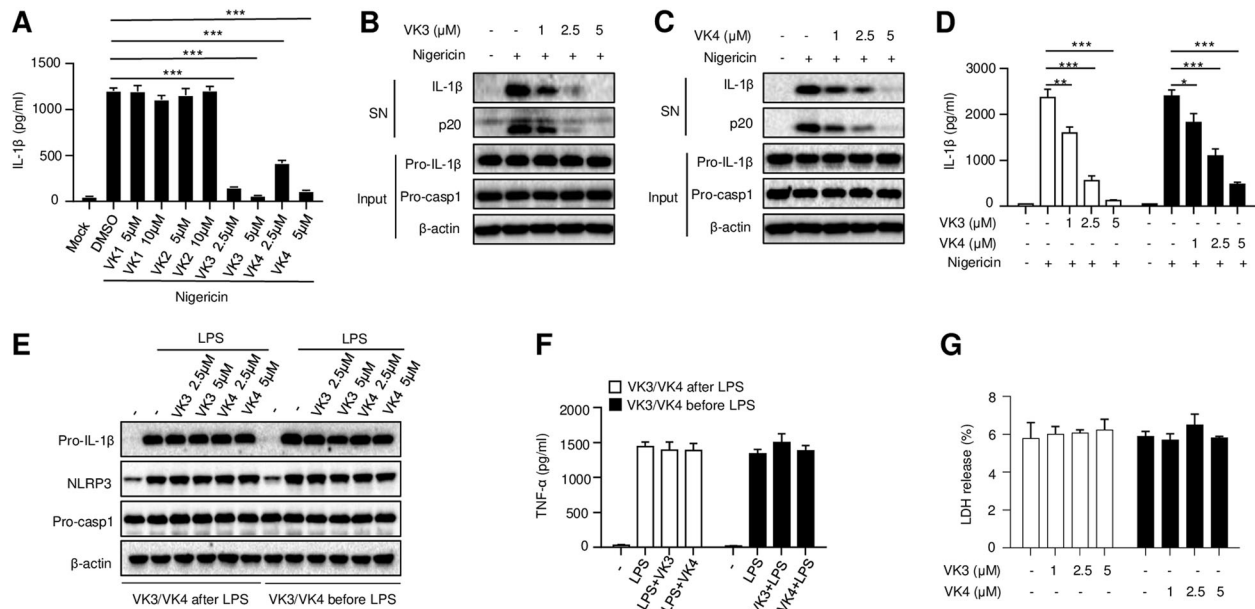 A
***
***
***
***
IL-1β (pg/ml)
1500
1000
500
0
Mock
DMSO
VK1 5μM
VK1 10μM
VK2 5μM
VK2 10μM
VK3 2.5μM
VK3 5μM
VK4 2.5μM
VK4 5μM
Nigericin
B
VK3 (μM) - - 1 2.5 5
Nigericin - + + + +
SN
IL-1β
p20
Input
Pro-IL-1β
Pro-casp1
β-actin
C
VK4 (μM) - - 1 2.5 5
Nigericin - + + + +
SN
IL-1β
p20
Input
Pro-IL-1β
Pro-casp1
β-actin
D
*** ***
*** ***
** *
IL-1β (pg/ml)
3000
2000
1000
0
VK3 (μM) - - 1 2.5 5
VK4 (μM) - - 1 2.5 5
Nigericin - + + + + - + + + +
E
LPS LPS
- - VK3 2.5μM VK3 5μM VK4 2.5μM VK4 5μM - - VK3 2.5μM VK3 5μM VK4 2.5μM VK4 5μM
Pro-IL-1β
NLRP3
Pro-casp1
β-actin
VK3/VK4 after LPS VK3/VK4 before LPS
F
VK3/VK4 after LPS
VK3/VK4 before LPS
TNF-α (pg/ml)
2000
1500
1000
500
0
- LPS LPS+VK3 LPS+VK4 - LPS VK3+LPS VK4+LPS
G
LDH release (%)
8
6
4
2
0
VK3 (μM) - 1 2.5 5 - - - -
VK4 (μM) - - - - - 1 2.5 5